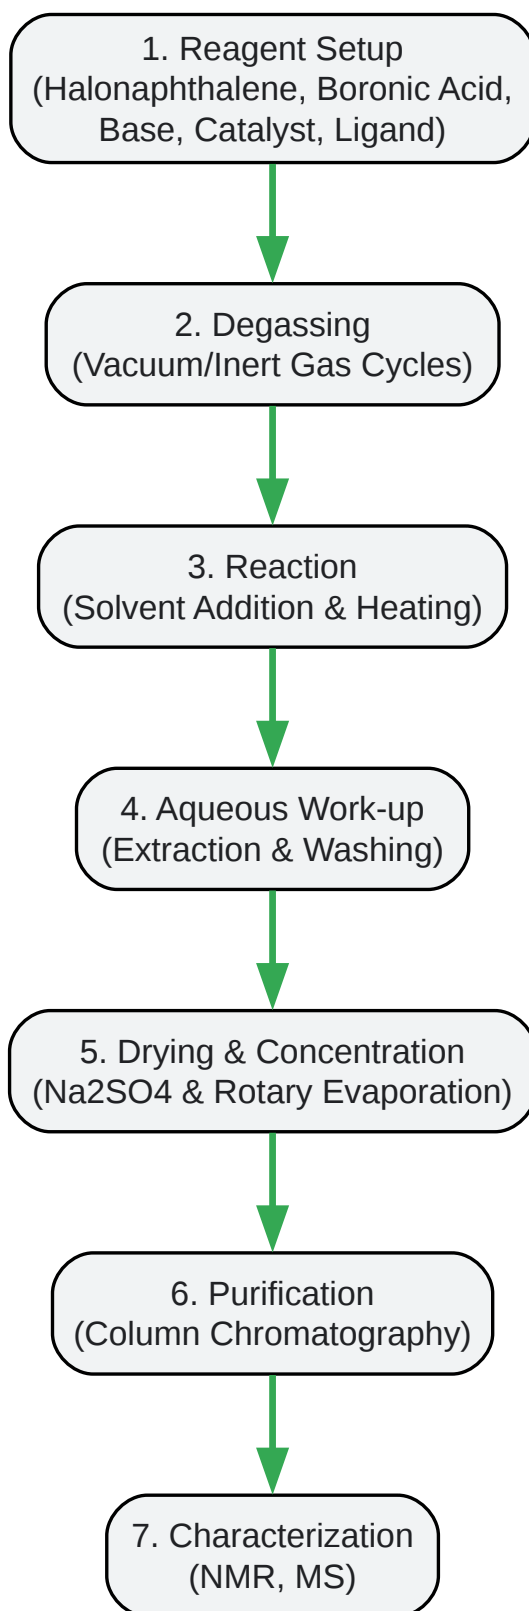 1. Reagent Setup
(Halonaphthalene, Boronic Acid,
Base, Catalyst, Ligand)
2. Degassing
(Vacuum/Inert Gas Cycles)
3. Reaction
(Solvent Addition & Heating)
4. Aqueous Work-up
(Extraction & Washing)
5. Drying & Concentration
(Na2SO4 & Rotary Evaporation)
6. Purification
(Column Chromatography)
7. Characterization
(NMR, MS)